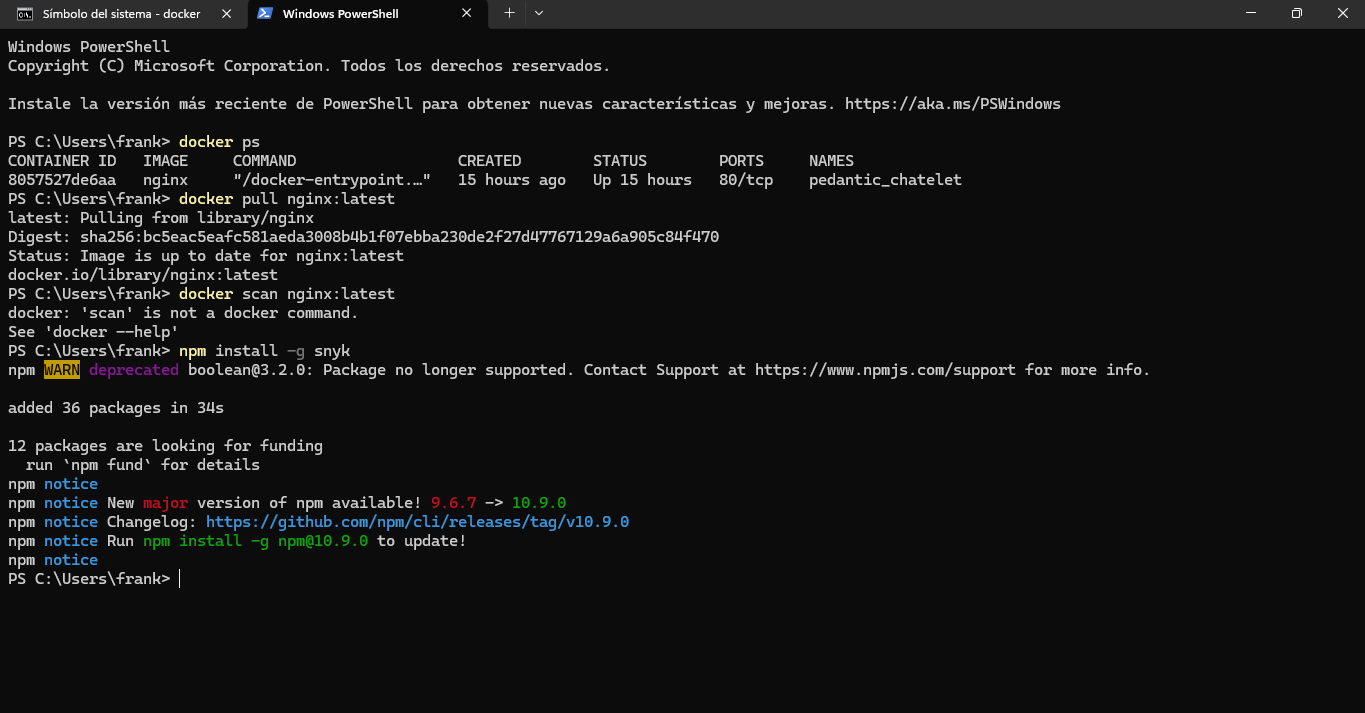 Símbolo del sistema - docker
Windows PowerShell
Windows PowerShell
Copyright (C) Microsoft Corporation. Todos los derechos reservados.
Instale la versión más reciente de PowerShell para obtener nuevas características y mejoras. https://aka.ms/PSWindows
PS C:\Users\frank> docker ps
CONTAINER ID   IMAGE     COMMAND                  CREATED        STATUS        PORTS     NAMES
8057527de6aa   nginx     "/docker-entrypoint.…"   15 hours ago   Up 15 hours   80/tcp    pedantic_chatelet
PS C:\Users\frank> docker pull nginx:latest
latest: Pulling from library/nginx
Digest: sha256:bc5eac5eafc581aeda3008b4b1f07ebba230de2f27d47767129a6a905c84f470
Status: Image is up to date for nginx:latest
docker.io/library/nginx:latest
PS C:\Users\frank> docker scan nginx:latest
docker: 'scan' is not a docker command.
See 'docker --help'
PS C:\Users\frank> npm install -g snyk
npm WARN deprecated boolean@3.2.0: Package no longer supported. Contact Support at https://www.npmjs.com/support for more info.
added 36 packages in 34s
12 packages are looking for funding
  run `npm fund` for details
npm notice
npm notice New major version of npm available! 9.6.7 -> 10.9.0
npm notice Changelog: https://github.com/npm/cli/releases/tag/v10.9.0
npm notice Run npm install -g npm@10.9.0 to update!
npm notice
PS C:\Users\frank>